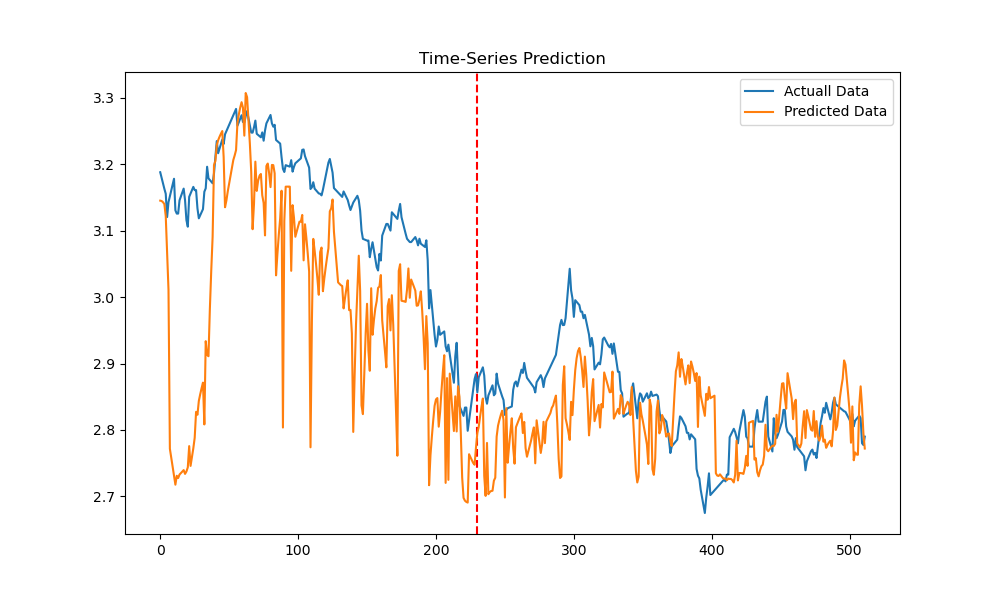 Time-Series Prediction
Actuall Data
Predicted Data
3.3
3.2
3.1
3.0
2.9
2.8
2.7
0 100 200 300 400 500